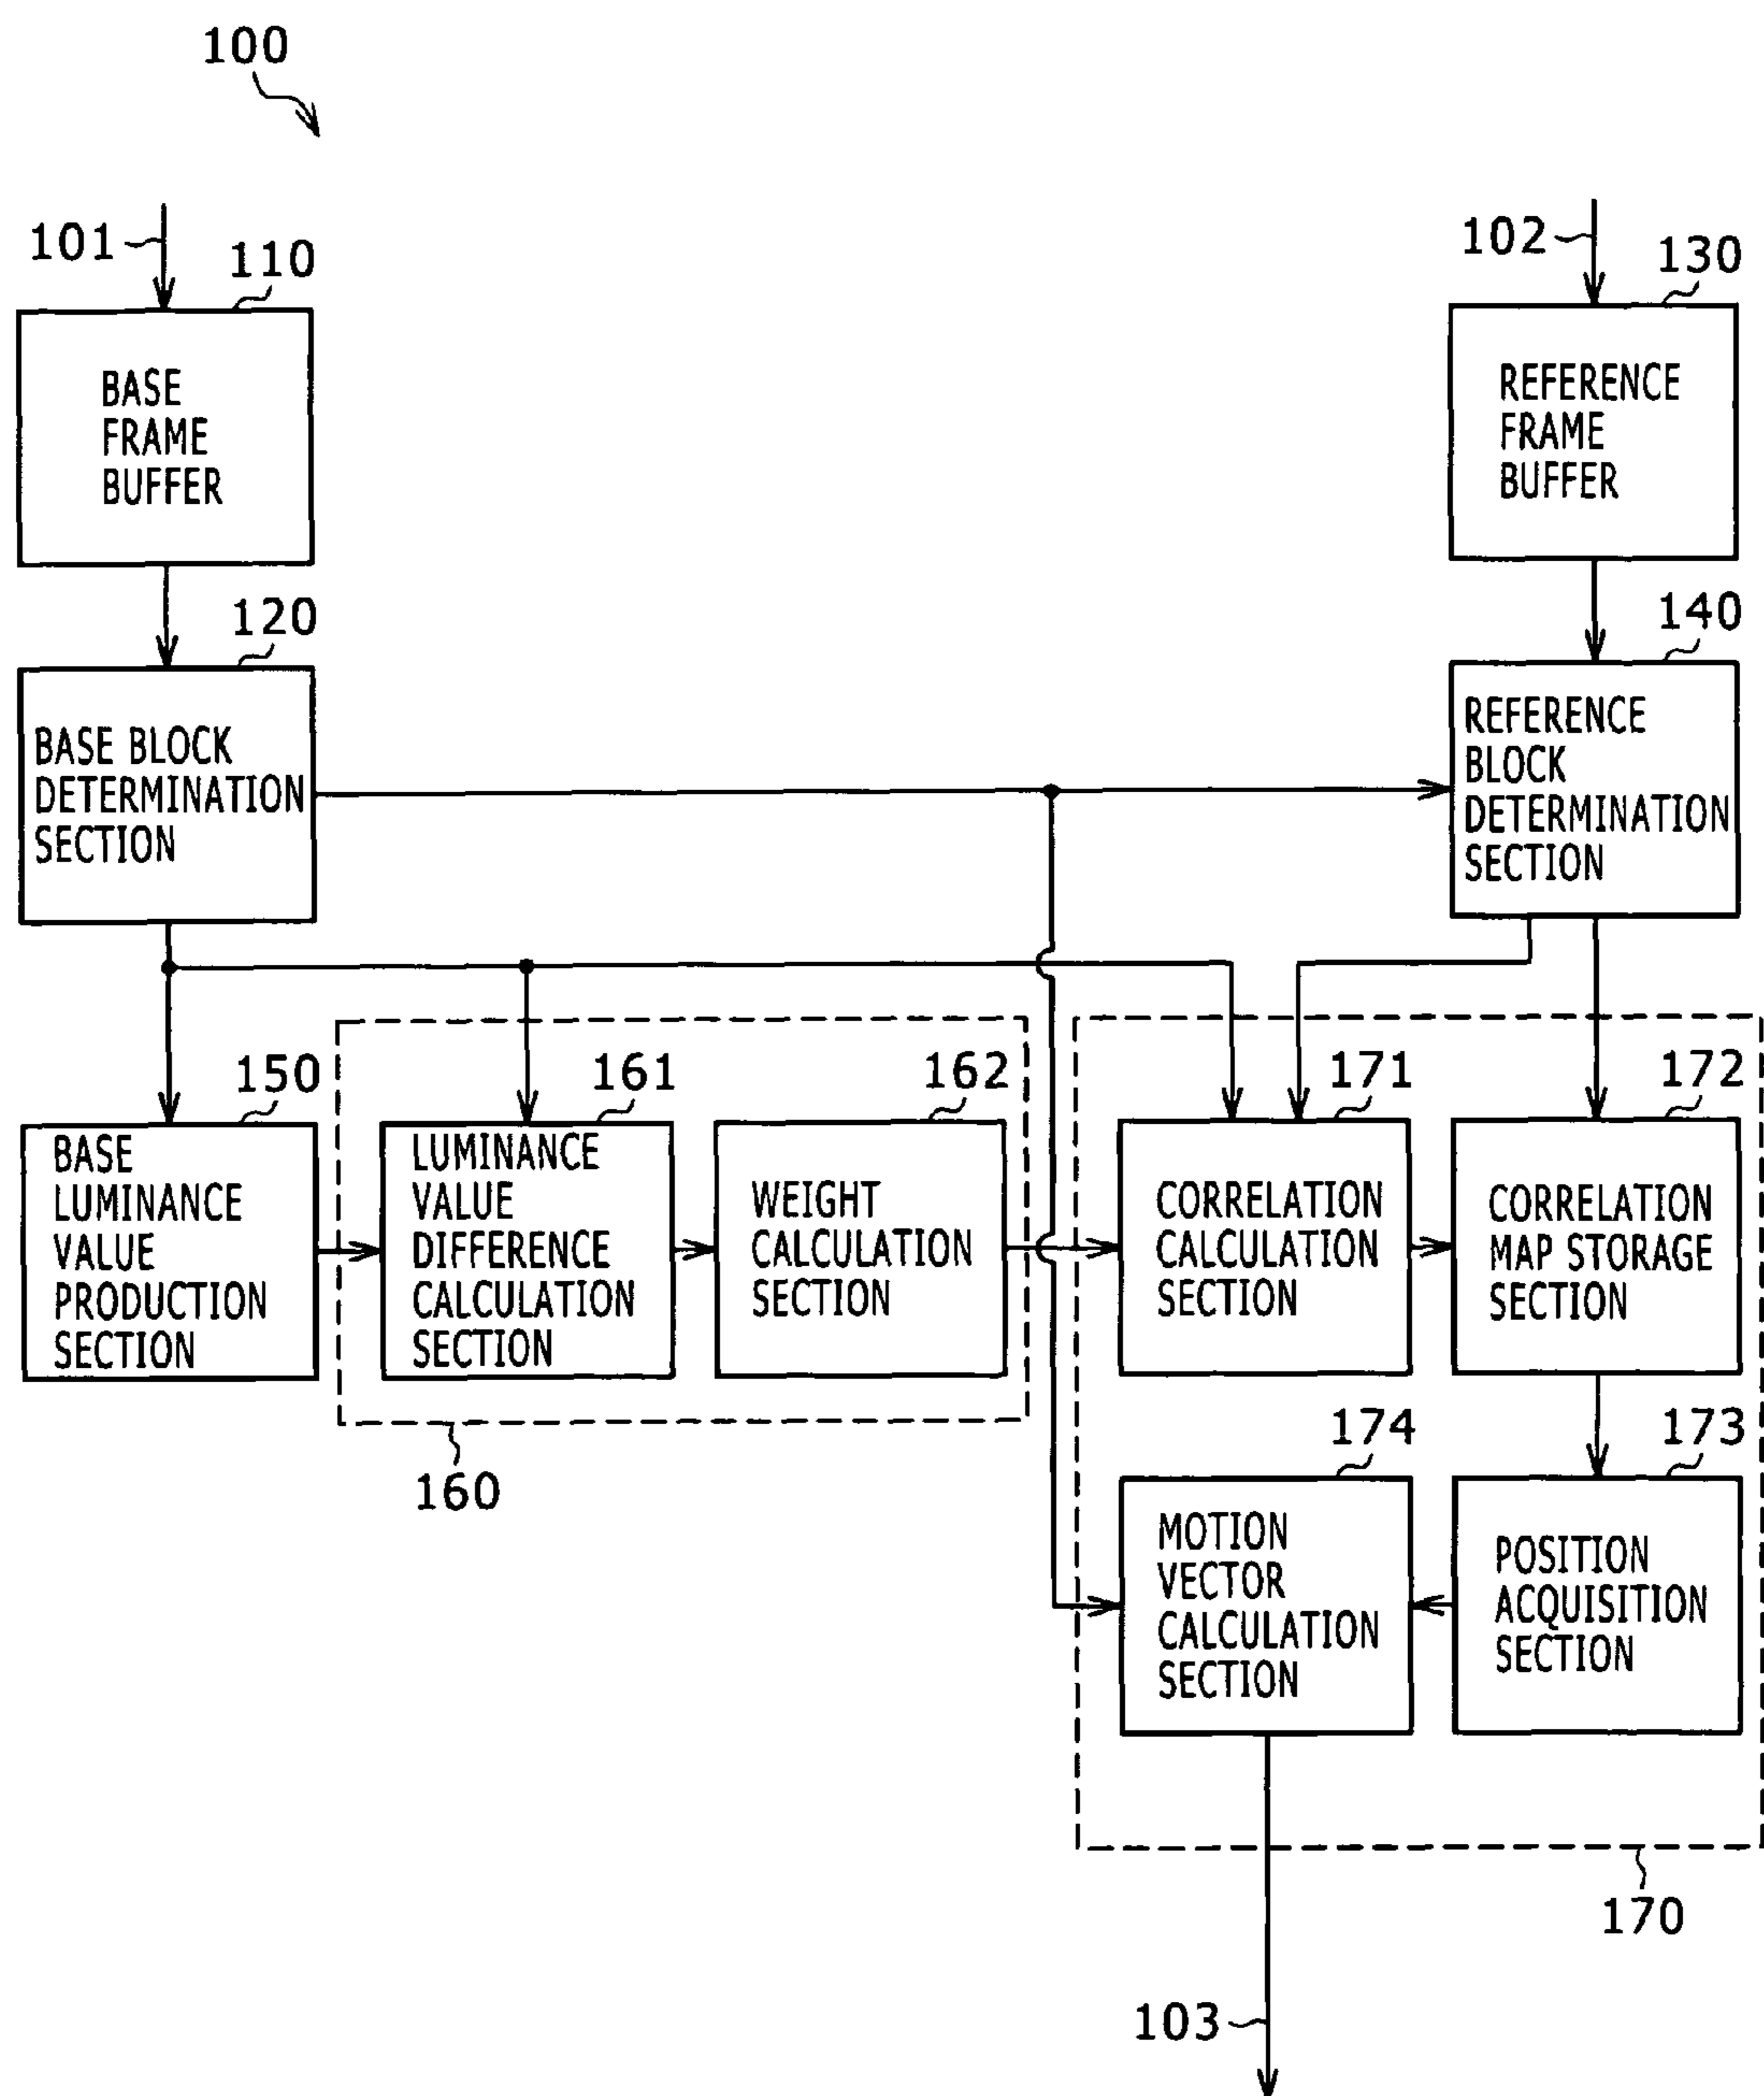 100
101
110
102
130
BASE
FRAME
BUFFER
REFERENCE
FRAME
BUFFER
120
140
BASE BLOCK
DETERMINATION
SECTION
REFERENCE
BLOCK
DETERMINATION
SECTION
150
161
162
171
172
BASE
LUMINANCE
VALUE
PRODUCTION
SECTION
LUMINANCE
VALUE
DIFFERENCE
CALCULATION
SECTION
WEIGHT
CALCULATION
SECTION
CORRELATION
CALCULATION
SECTION
CORRELATION
MAP STORAGE
SECTION
160
174
173
MOTION
VECTOR
CALCULATION
SECTION
POSITION
ACQUISITION
SECTION
170
103